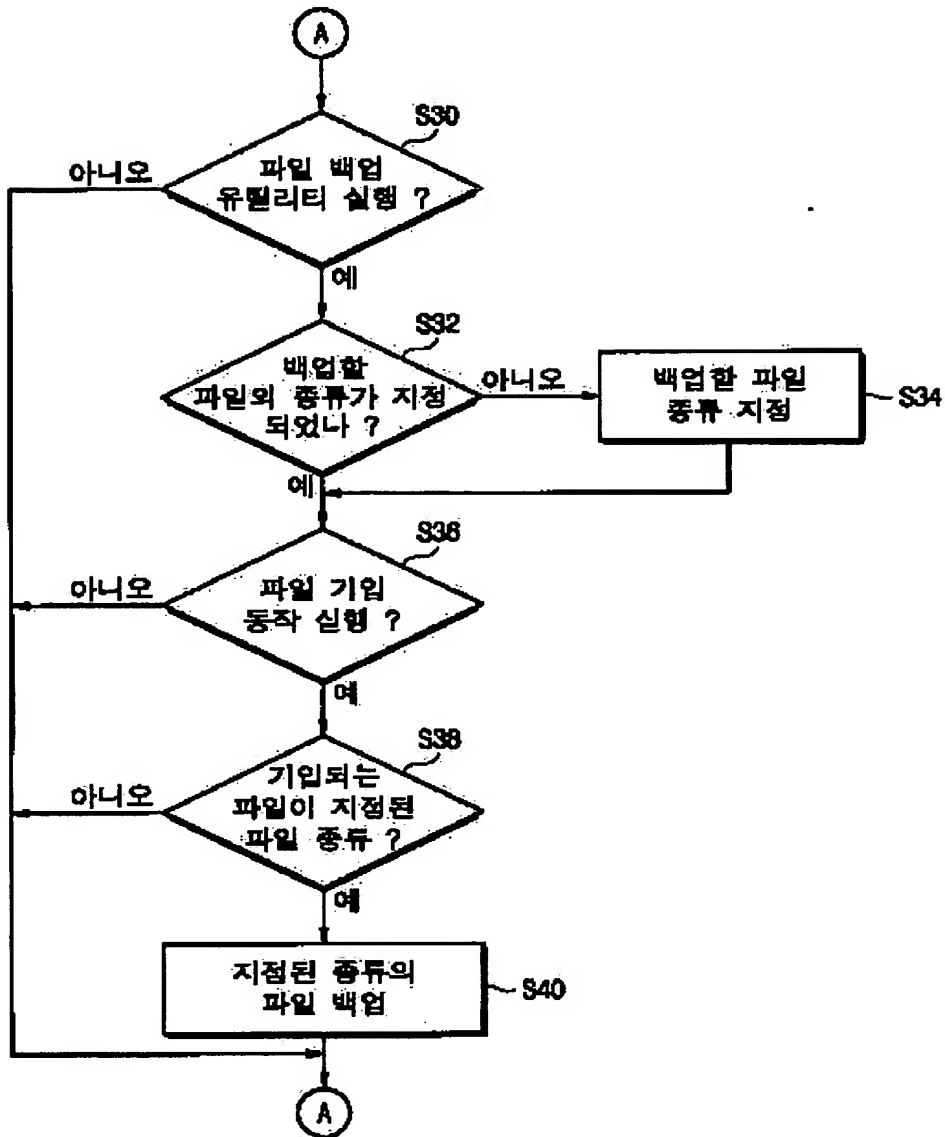 A
S30
파일 백업
유틸리티 실행 ?
아니오
예
S32
백업할
파일의 종류가 지정
되었나 ?
아니오
백업할 파일
종류 지정
S34
예
S36
파일 기입
동작 실행 ?
아니오
예
S38
기입되는
파일이 지정된
파일 종류 ?
아니오
예
지정된 종류의
파일 백업
S40
A